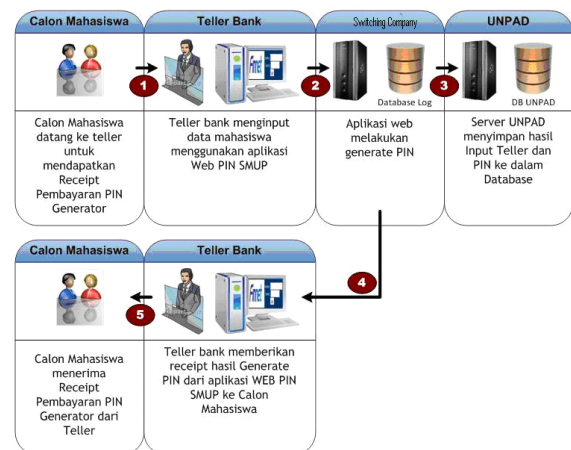 Calon Mahasiswa
Teller Bank
Switching Company
UNPAD
1
2
3
Database Log
DB UNPAD
Calon Mahasiswa
datang ke teller
untuk
mendapatkan
Receipt
Pembayaran PIN
Generator
Teller bank menginput
data mahasiswa
menggunakan aplikasi
Web PIN SMUP
Aplikasi web
melakukan
generate PIN
Server UNPAD
menyimpan hasil
Input Teller dan
PIN ke dalam
Database
4
Calon Mahasiswa
Teller Bank
5
Calon Mahasiswa
menerima
Receipt
Pembayaran PIN
Generator dari
Teller
Teller bank memberikan
receipt hasil Generate
PIN dari aplikasi WEB PIN
SMUP ke Calon
Mahasiswa